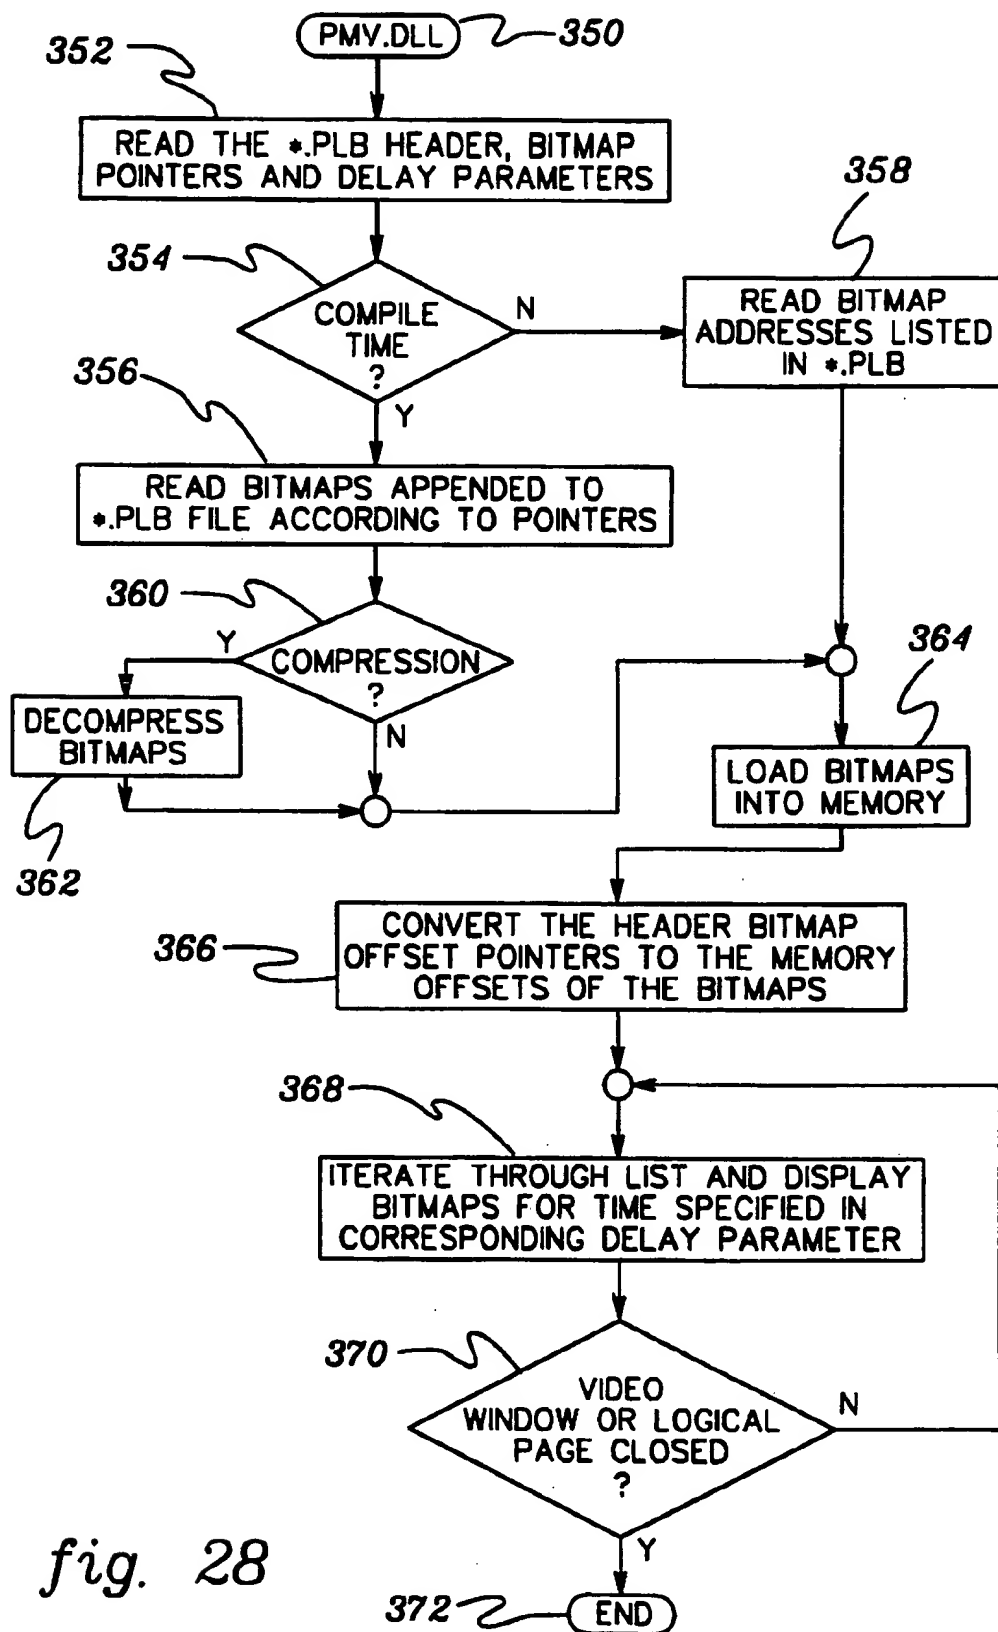 PMV.DLL
350
352
READ THE *.PLB HEADER, BITMAP
POINTERS AND DELAY PARAMETERS
354
COMPILE
TIME
?
N
Y
358
READ BITMAP
ADDRESSES LISTED
IN *.PLB
356
READ BITMAPS APPENDED TO
*.PLB FILE ACCORDING TO POINTERS
360
COMPRESSION
?
Y
N
DECOMPRESS
BITMAPS
362
364
LOAD BITMAPS
INTO MEMORY
366
CONVERT THE HEADER BITMAP
OFFSET POINTERS TO THE MEMORY
OFFSETS OF THE BITMAPS
368
ITERATE THROUGH LIST AND DISPLAY
BITMAPS FOR TIME SPECIFIED IN
CORRESPONDING DELAY PARAMETER
370
VIDEO
WINDOW OR LOGICAL
PAGE CLOSED
?
N
Y
372
END
fig. 28